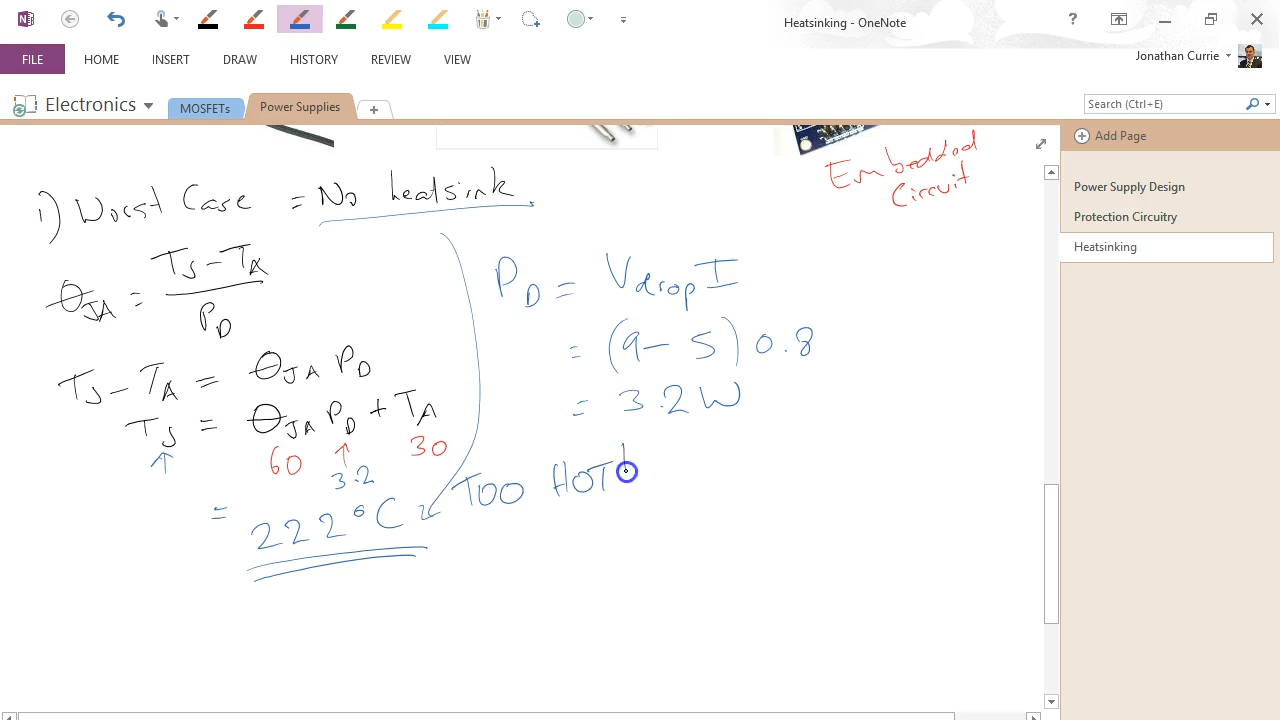 Heatsinking - OneNote
?
Jonathan Currie
FILE HOME INSERT DRAW HISTORY REVIEW VIEW
Electronics MOSFETs Power Supplies +
Search (Ctrl+E)
Add Page
Power Supply Design
Protection Circuitry
Heatsinking
Embedded
Circuit
i) Worst Case = No heatsink.
θJA = TJ - TA
PD
TJ - TA = θJA PD
TJ = θJA PD + TA
↑ 60 ↑ 30
3.2
= 222°C
TOO HOT!
PD = Vdrop I
= (9 - 5) 0.8
= 3.2W